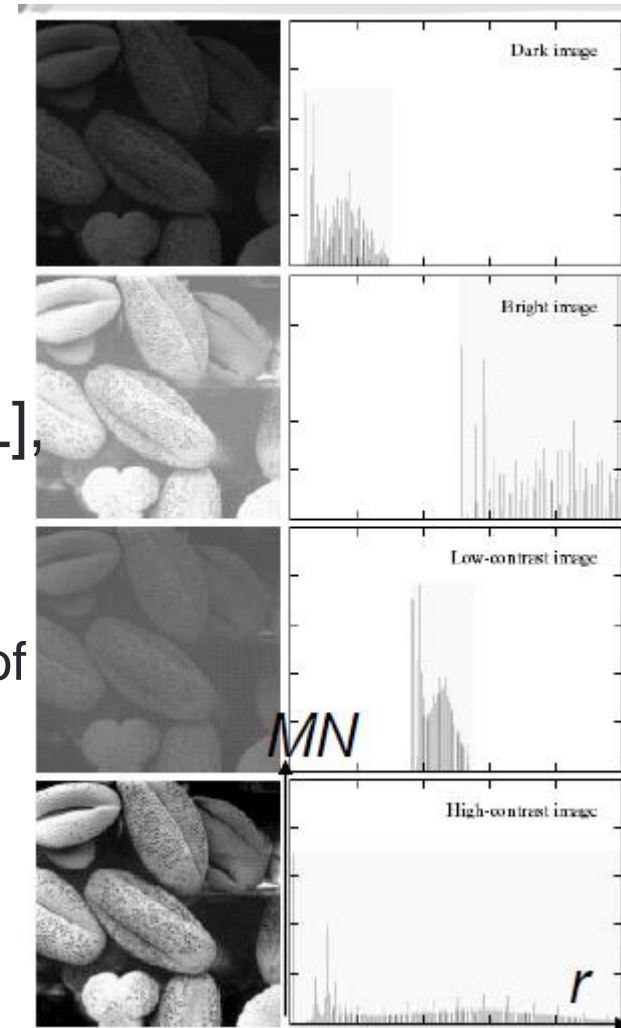 Dark image
Bright image
L],
Low-contrast image
of
MN
High-contrast image
r